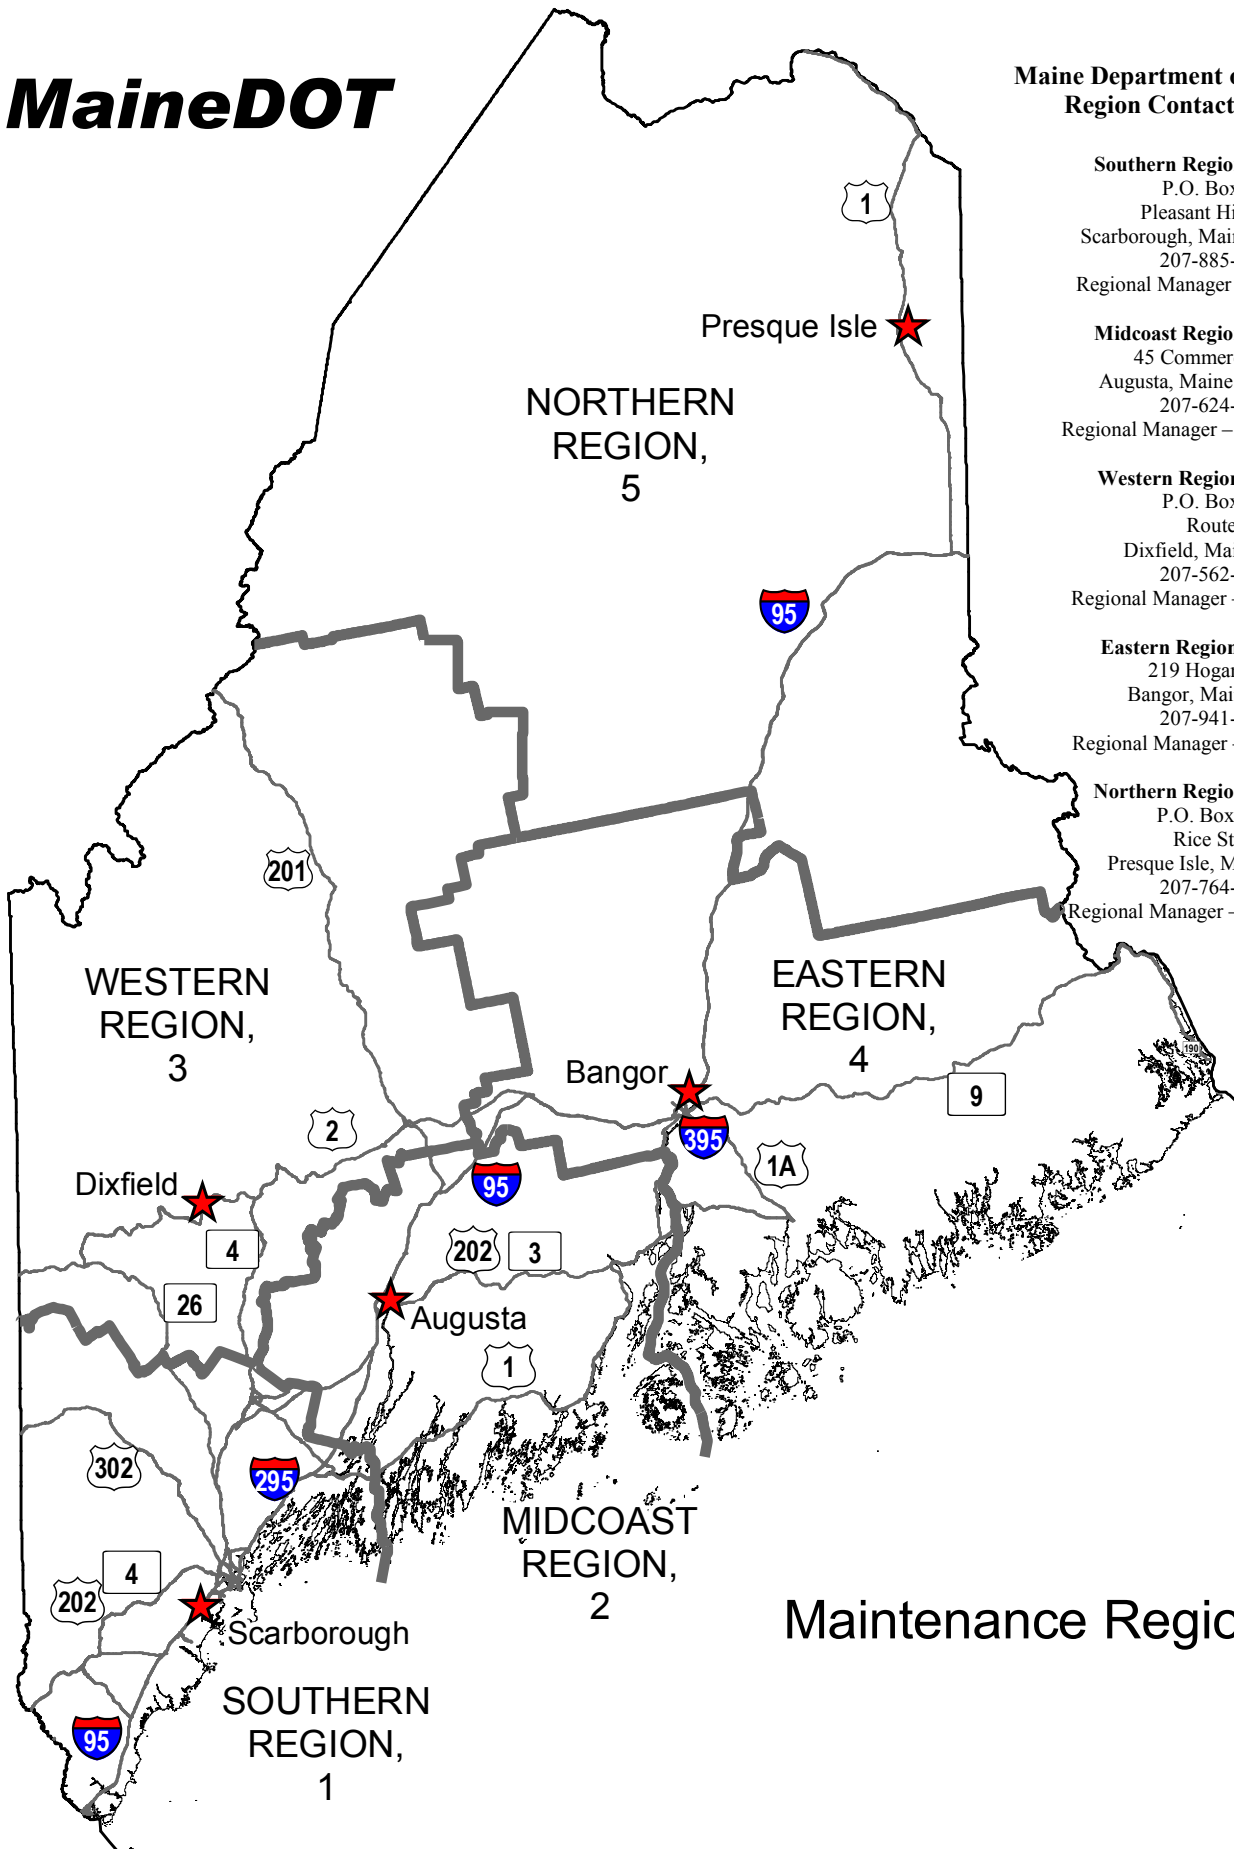 MaineDOT
Maine Department
Region Contact
Southern Regio
P.O. Box
Pleasant Hi
Scarborough, Mai
207-885-
Regional Manager
Midcoast Regio
45 Commer
Augusta, Maine
207-624-
Regional Manager –
Western Region
P.O. Box
Route
Dixfield, Ma
207-562-
Regional Manager -
Eastern Region
219 Hogan
Bangor, Mai
207-941-
Regional Manager -
Northern Regio
P.O. Box
Rice St
Presque Isle, M
207-764-
Regional Manager –
1
Presque Isle
NORTHERN
REGION,
5
95
201
WESTERN
REGION,
3
EASTERN
REGION,
4
190
Bangor
9
2
395
1A
95
Dixfield
4
202
3
26
Augusta
1
302
295
MIDCOAST
REGION,
2
4
202
Scarborough
Maintenance Regio
SOUTHERN
REGION,
1
95